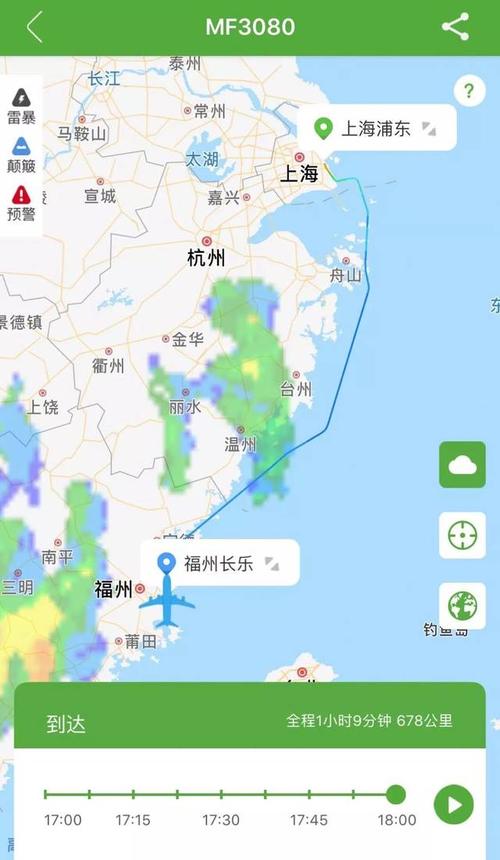 MF3080
泰州
长江
常州
雷暴
?
马鞍山
上海浦东
太湖
颠簸
上海
宣城
嘉兴
预警
杭州
舟山
景德镇
金华
衢州
台州
上饶
丽水
温州
宁德
南平
福州长乐
三明
福州
钓鱼岛
莆田
到达
全程1小时9分钟 678公里
17:00
17:15
17:30
17:45
18:00